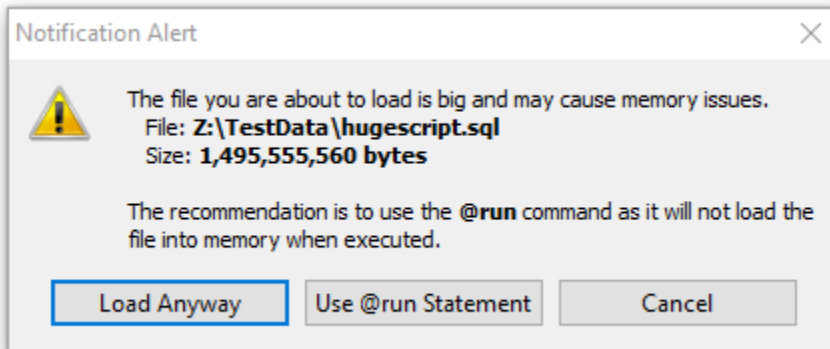 Notification Alert
The file you are about to load is big and may cause memory issues.
File: Z:\TestData\hugescript.sql
Size: 1,495,555,560 bytes
The recommendation is to use the @run command as it will not load the
file into memory when executed.
Load Anyway
Use @run Statement
Cancel